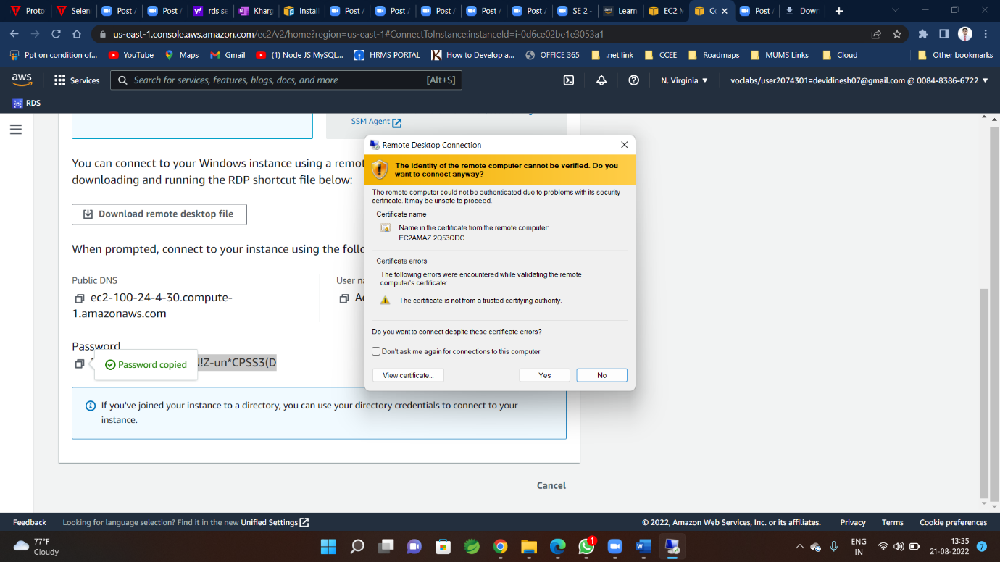 Proto
Selen
Post A
Post A
rds se
Kharg
Instal
Post A
Post A
Post A
Post A
Post A
SE 2 -
Learn
EC2 M
Co
Post A
Down
us-east-1.console.aws.amazon.com/ec2/v2/home?region=us-east-1#ConnectToInstance:instanceId=i-0d6ce02be1e3053a1
Ppt on condition of...
YouTube
Maps
Gmail
(1) Node JS MySQL...
HRMS PORTAL
How to Develop a...
OFFICE 365
.net link
CCEE
Roadmaps
MUMS Links
Cloud
Other bookmarks
aws
Services
Search for services, features, blogs, docs, and more
[Alt+S]
N. Virginia
voclabs/user2074301=devidinesh07@gmail.com @ 0084-8386-6722
RDS
SSM Agent
You can connect to your Windows instance using a remot
downloading and running the RDP shortcut file below:
Download remote desktop file
When prompted, connect to your instance using the follo
Public DNS
ec2-100-24-4-30.compute-
1.amazonaws.com
User na
Password
Password copied
!Z-un*CPSS3(D
If you've joined your instance to a directory, you can use your directory credentials to connect to your
instance.
Cancel
Remote Desktop Connection
The identity of the remote computer cannot be verified. Do you
want to connect anyway?
The remote computer could not be authenticated due to problems with its security
certificate. It may be unsafe to proceed.
Certificate name
Name in the certificate from the remote computer:
EC2AMAZ-2Q53QDC
Certificate errors
The following errors were encountered while validating the remote
computer's certificate:
The certificate is not from a trusted certifying authority.
Do you want to connect despite these certificate errors?
Don't ask me again for connections to this computer
View certificate...
Yes
No
Feedback
Looking for language selection? Find it in the new Unified Settings
© 2022, Amazon Web Services, Inc. or its affiliates.
Privacy
Terms
Cookie preferences
77°F
Cloudy
1
ENG
IN
13:35
21-08-2022
7